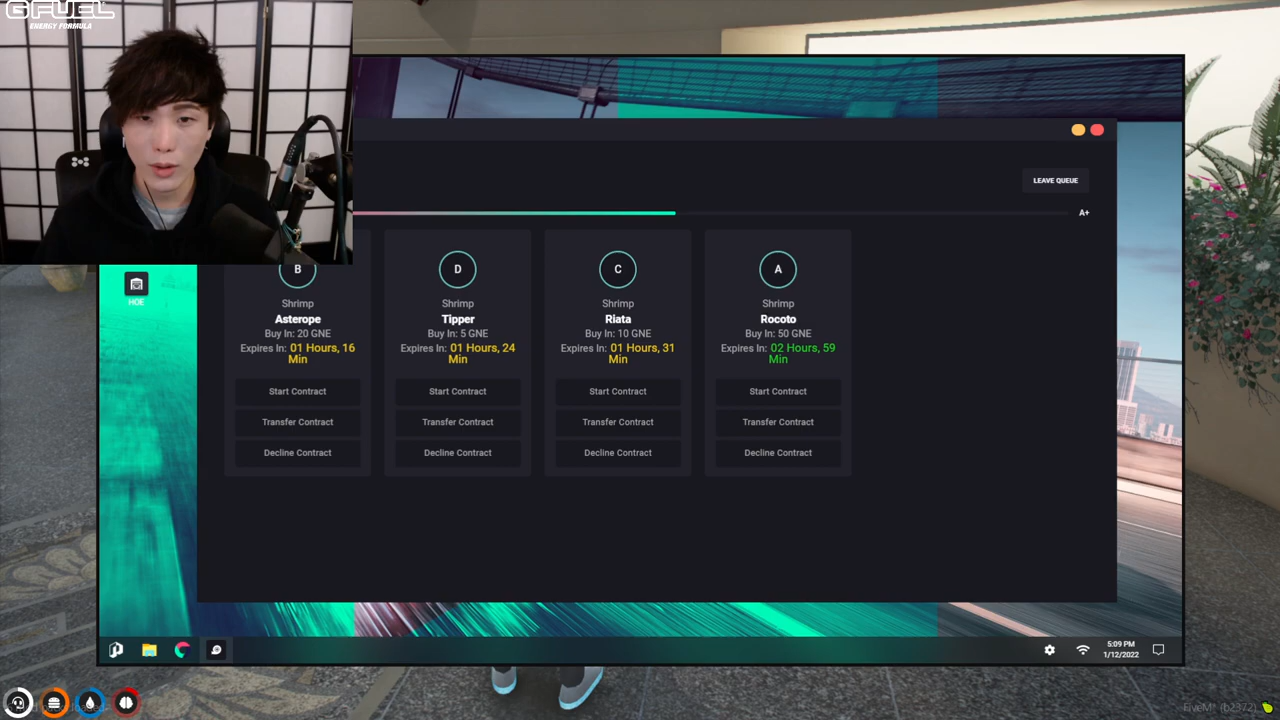 GFUEL
ENERGY FORMULA
LEAVE QUEUE
A+
HOE
B
Shrimp
Asterope
Buy In: 20 GNE
Expires In: 01 Hours, 16
Min
Start Contract
Transfer Contract
Decline Contract
D
Shrimp
Tipper
Buy In: 5 GNE
Expires In: 01 Hours, 24
Min
Start Contract
Transfer Contract
Decline Contract
C
Shrimp
Riata
Buy In: 10 GNE
Expires In: 01 Hours, 31
Min
Start Contract
Transfer Contract
Decline Contract
A
Shrimp
Rocoto
Buy In: 50 GNE
Expires In: 02 Hours, 59
Min
Start Contract
Transfer Contract
Decline Contract
5:09 PM
1/12/2022
FiveM (b2372)